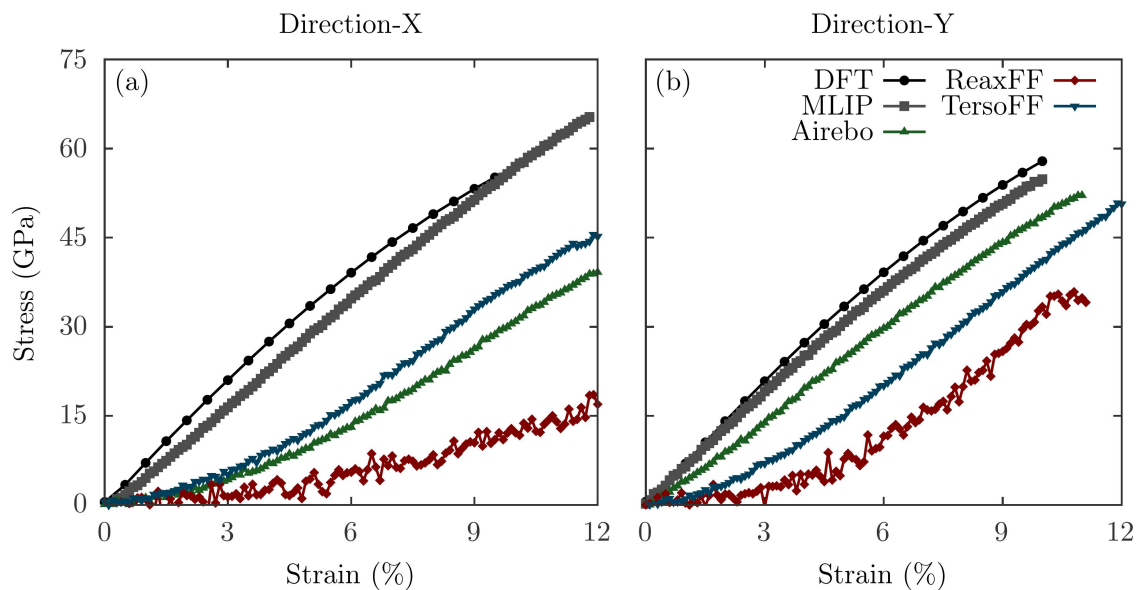 Direction-X
Direction-Y
75
60
45
30
15
0
Stress (GPa)
(a)
0 3 6 9 12
Strain (%)
(b)
DFT
MLIP
Airebo
ReaxFF
TersoFF
0 3 6 9 12
Strain (%)